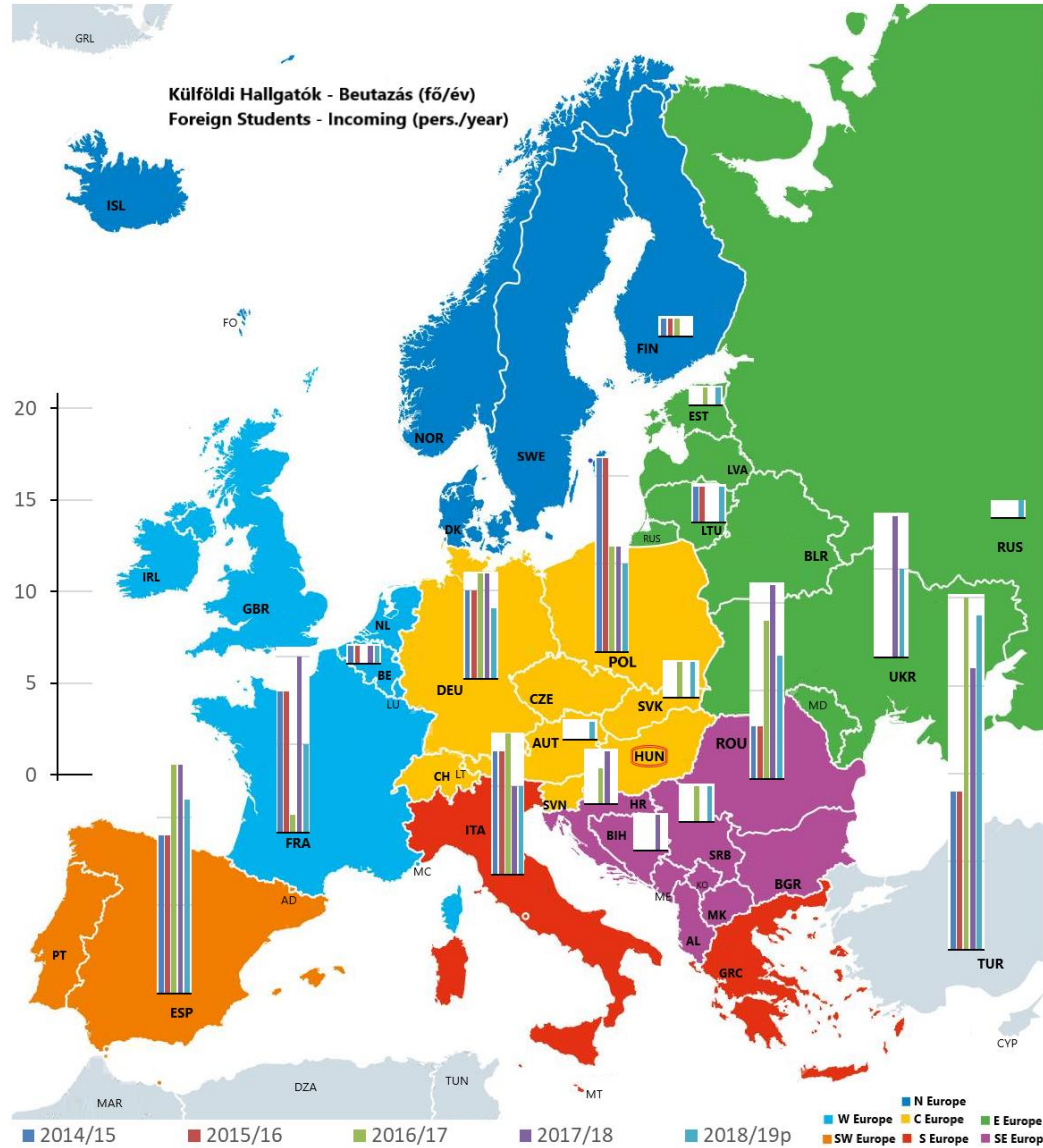 GRL
Külföldi Hallgatók - Beutazás (fő/év)
Foreign Students - Incoming (pers./year)
ISL
FO
FIN
20
EST
NOR
SWE
LVA
15
DK
LTU
RUS
RUS
BLR
IRL
10
GBR
NL
POL
BE
DEU
UKR
CZE
LU
SVK
MD
5
AUT
ROU
HUN
0
CH
LT
SVN
HR
ITA
BIH
FRA
SRB
MC
KO
BGR
ME
AD
MK
AL
PT
TUR
GRC
ESP
CYP
DZA
TUN
MT
MAR
N Europe
W Europe
C Europe
E Europe
SW Europe
S Europe
SE Europe
2014/15
2015/16
2016/17
2017/18
2018/19p